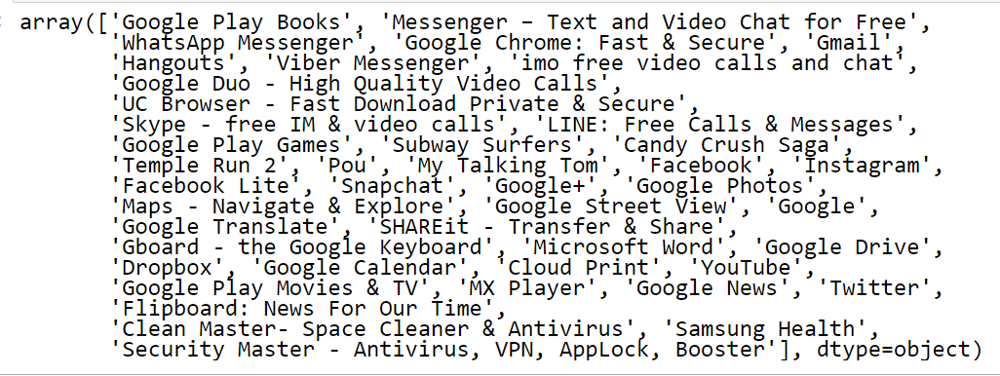 array(['Google Play Books', 'Messenger – Text and Video Chat for Free',
'WhatsApp Messenger', 'Google Chrome: Fast & Secure', 'Gmail',
'Hangouts', 'Viber Messenger', 'imo free video calls and chat',
'Google Duo - High Quality Video Calls',
'UC Browser - Fast Download Private & Secure',
'Skype - free IM & video calls', 'LINE: Free Calls & Messages',
'Google Play Games', 'Subway Surfers', 'Candy Crush Saga',
'Temple Run 2', 'Pou', 'My Talking Tom', 'Facebook', 'Instagram',
'Facebook Lite', 'Snapchat', 'Google+', 'Google Photos',
'Maps - Navigate & Explore', 'Google Street View', 'Google',
'Google Translate', 'SHAREit - Transfer & Share',
'Gboard - the Google Keyboard', 'Microsoft Word', 'Google Drive',
'Dropbox', 'Google Calendar', 'Cloud Print', 'YouTube',
'Google Play Movies & TV', 'MX Player', 'Google News', 'Twitter',
'Flipboard: News For Our Time',
'Clean Master- Space Cleaner & Antivirus', 'Samsung Health',
'Security Master - Antivirus, VPN, AppLock, Booster'], dtype=object)